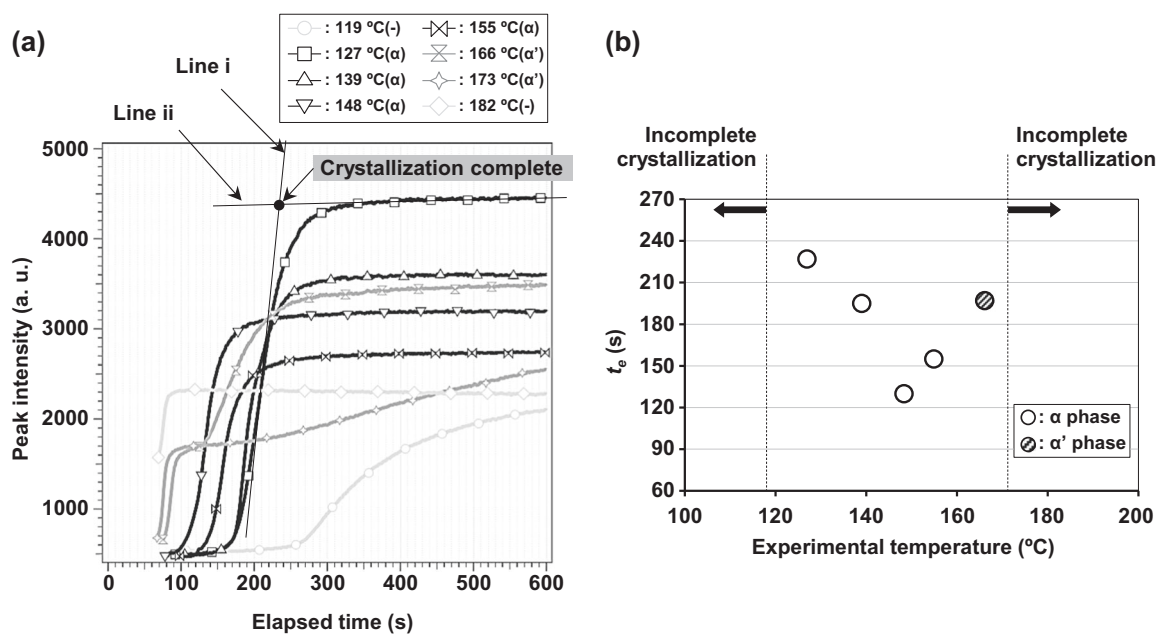 (a)
: 119 ºC(-)
: 127 ºC(α)
: 139 ºC(α)
: 148 ºC(α)
: 155 ºC(α)
: 166 ºC(α’)
: 173 ºC(α’)
: 182 ºC(-)
Line i
Line ii
Crystallization complete
Peak intensity (a. u.)
5000
4000
3000
2000
1000
0
100
200
300
400
500
600
Elapsed time (s)
(b)
Incomplete
crystallization
Incomplete
crystallization
te (s)
270
240
210
180
150
120
90
60
: α phase
: α’ phase
100
120
140
160
180
200
Experimental temperature (ºC)